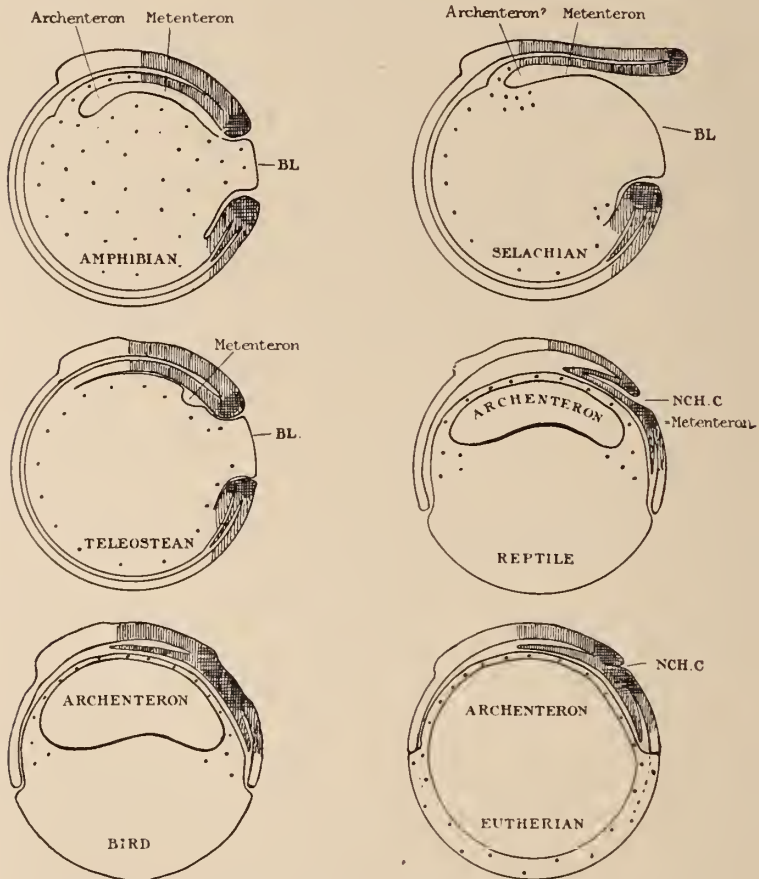 Archenteron Metenteron
BL
AMPHIBIAN.
Archenteron? Metenteron
BL
SELACHIAN
Metenteron
BL.
TELEOSTEAN
ARCHENTERON
NCH.C
Metenteron
REPTILE
ARCHENTERON
BIRD
NCH.C
ARCHENTERON
EUTHERIAN